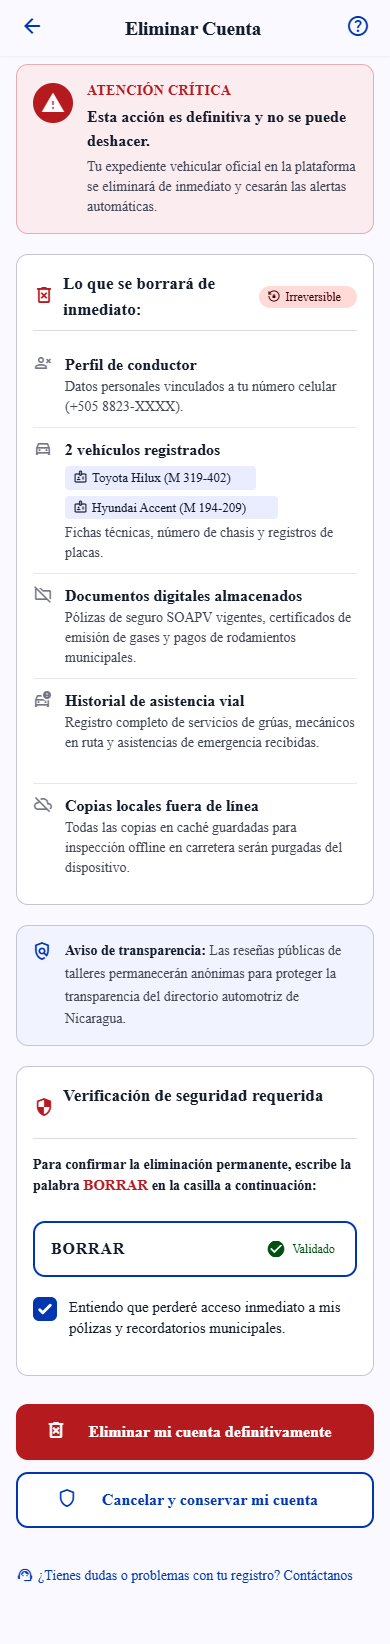 Eliminar Cuenta
ATENCIÓN CRÍTICA
Esta acción es definitiva y no se puede
deshacer.
Tu expediente vehicular oficial en la plataforma
se eliminará de inmediato y cesarán las alertas
automáticas.
Lo que se borrará de
inmediato:
Irreversible
Perfil de conductor
Datos personales vinculados a tu número celular
(+505 8823-XXXX).
2 vehículos registrados
Toyota Hilux (M 319-402)
Hyundai Accent (M 194-209)
Fichas técnicas, número de chasis y registros de
placas.
Documentos digitales almacenados
Pólizas de seguro SOAPV vigentes, certificados de
emisión de gases y pagos de rodamientos
municipales.
Historial de asistencia vial
Registro completo de servicios de grúas, mecánicos
en ruta y asistencias de emergencia recibidas.
Copias locales fuera de línea
Todas las copias en caché guardadas para
inspección offline en carretera serán purgadas del
dispositivo.
Aviso de transparencia: Las reseñas públicas de
talleres permanecerán anónimas para proteger la
transparencia del directorio automotriz de
Nicaragua.
Verificación de seguridad requerida
Para confirmar la eliminación permanente, escribe la
palabra BORRAR en la casilla a continuación:
BORRAR
Validado
Entiendo que perderé acceso inmediato a mis
pólizas y recordatorios municipales.
Eliminar mi cuenta definitivamente
Cancelar y conservar mi cuenta
¿Tienes dudas o problemas con tu registro? Contáctanos